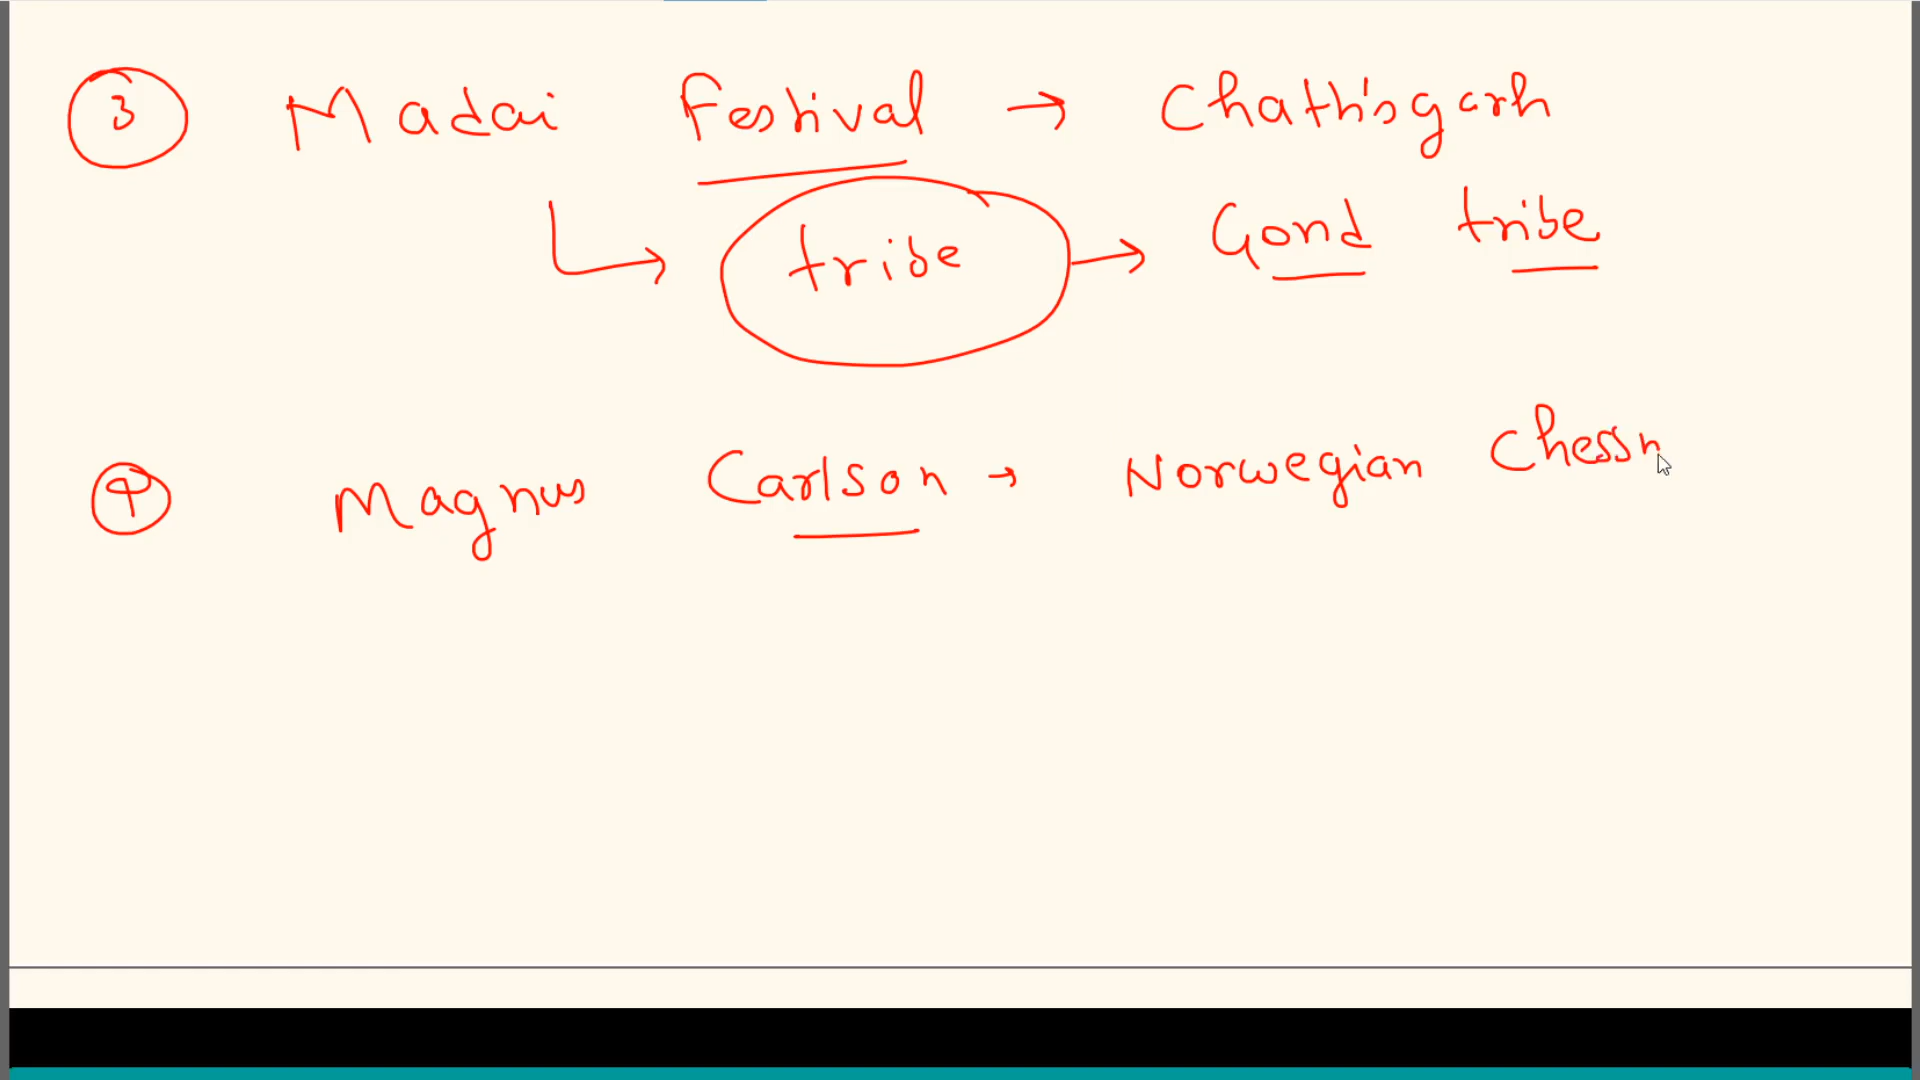 3 Madai Festival → Chathisgarh
↳ tribe → Gond tribe
4 Magnus Carlson → Norwegian Chessn